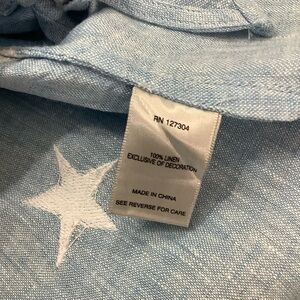 RN 127304
100% LINEN
EXCLUSIVE OF DECORATION
MADE IN CHINA
SEE REVERSE FOR CARE